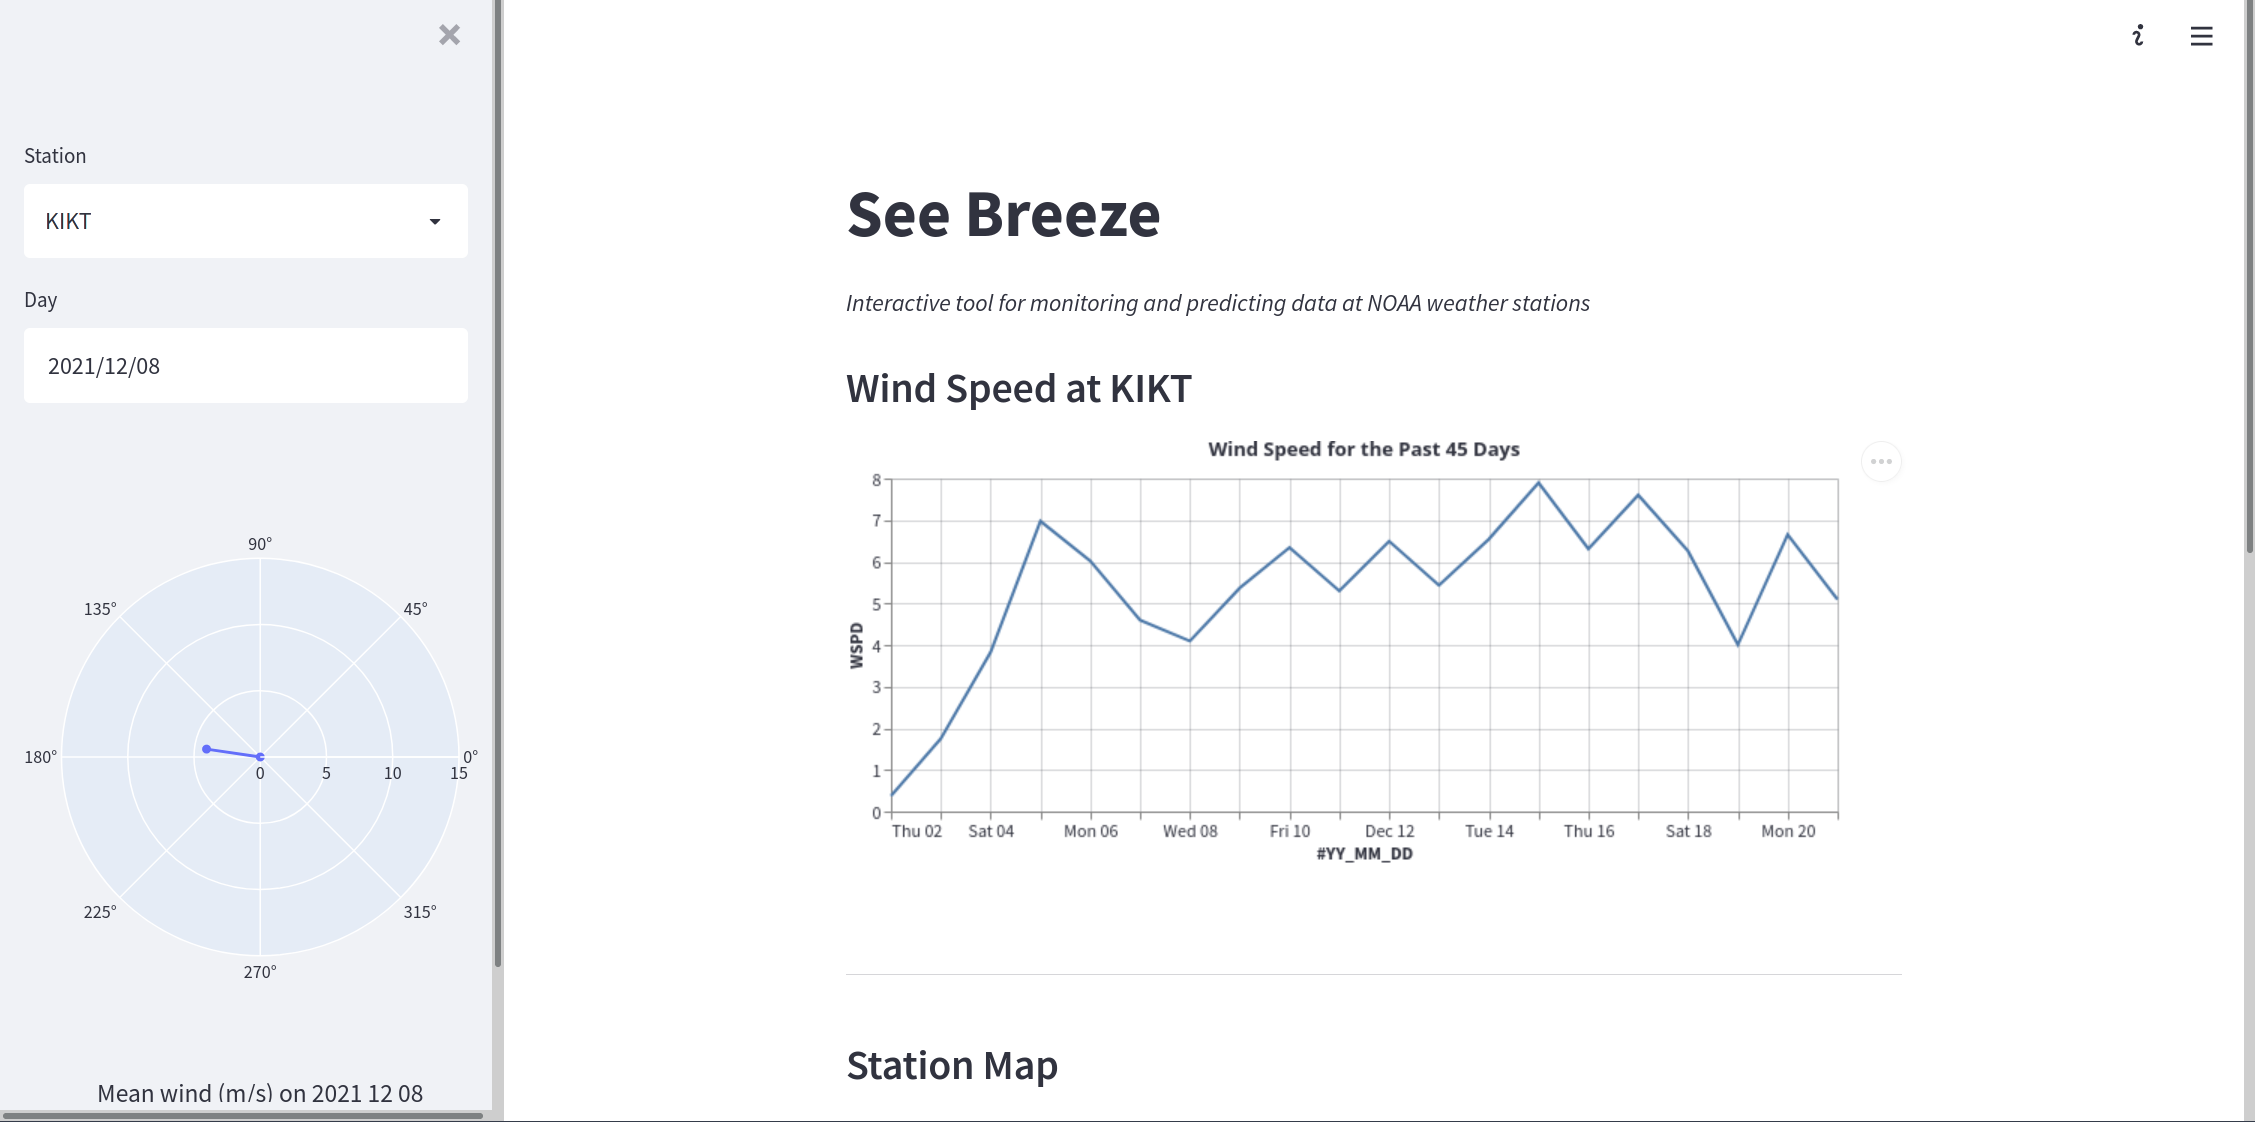 Station
KIKT
Day
2021/12/08
90°
135° 45°
180° 0°
0 5 10 15
225° 315°
270°
Mean wind (m/s) on 2021 12 08
See Breeze
Interactive tool for monitoring and predicting data at NOAA weather stations
Wind Speed at KIKT
Wind Speed for the Past 45 Days
8
7
6
5
4
3
2
1
0
WSPD
Thu 02 Sat 04 Mon 06 Wed 08 Fri 10 Dec 12 Tue 14 Thu 16 Sat 18 Mon 20
#YY_MM_DD
Station Map